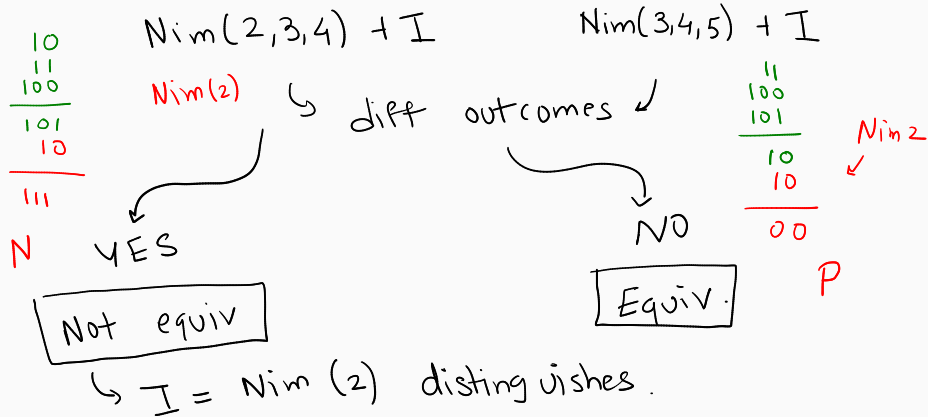 Nim(2,3,4) + I
Nim(3,4,5) + I
10
11
100
101
10
111
N
Nim(2)
diff outcomes
11
100
101
10
10
00
P
Nim 2
YES
NO
Not equiv
Equiv.
I = Nim (2) distinguishes.